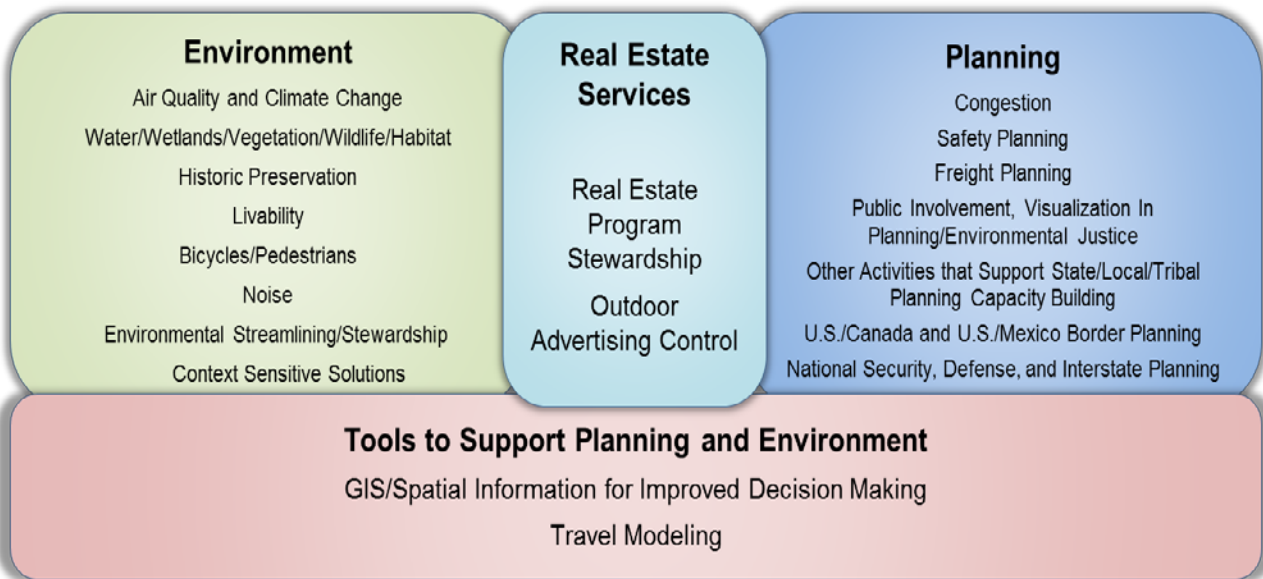 Environment
Air Quality and Climate Change
Water/Wetlands/Vegetation/Wildlife/Habitat
Historic Preservation
Livability
Bicycles/Pedestrians
Noise
Environmental Streamlining/Stewardship
Context Sensitive Solutions
Real Estate
Services
Real Estate
Program
Stewardship
Outdoor
Advertising Control
Planning
Congestion
Safety Planning
Freight Planning
Public Involvement, Visualization In
Planning/Environmental Justice
Other Activities that Support State/Local/Tribal
Planning Capacity Building
U.S./Canada and U.S./Mexico Border Planning
National Security, Defense, and Interstate Planning
Tools to Support Planning and Environment
GIS/Spatial Information for Improved Decision Making
Travel Modeling